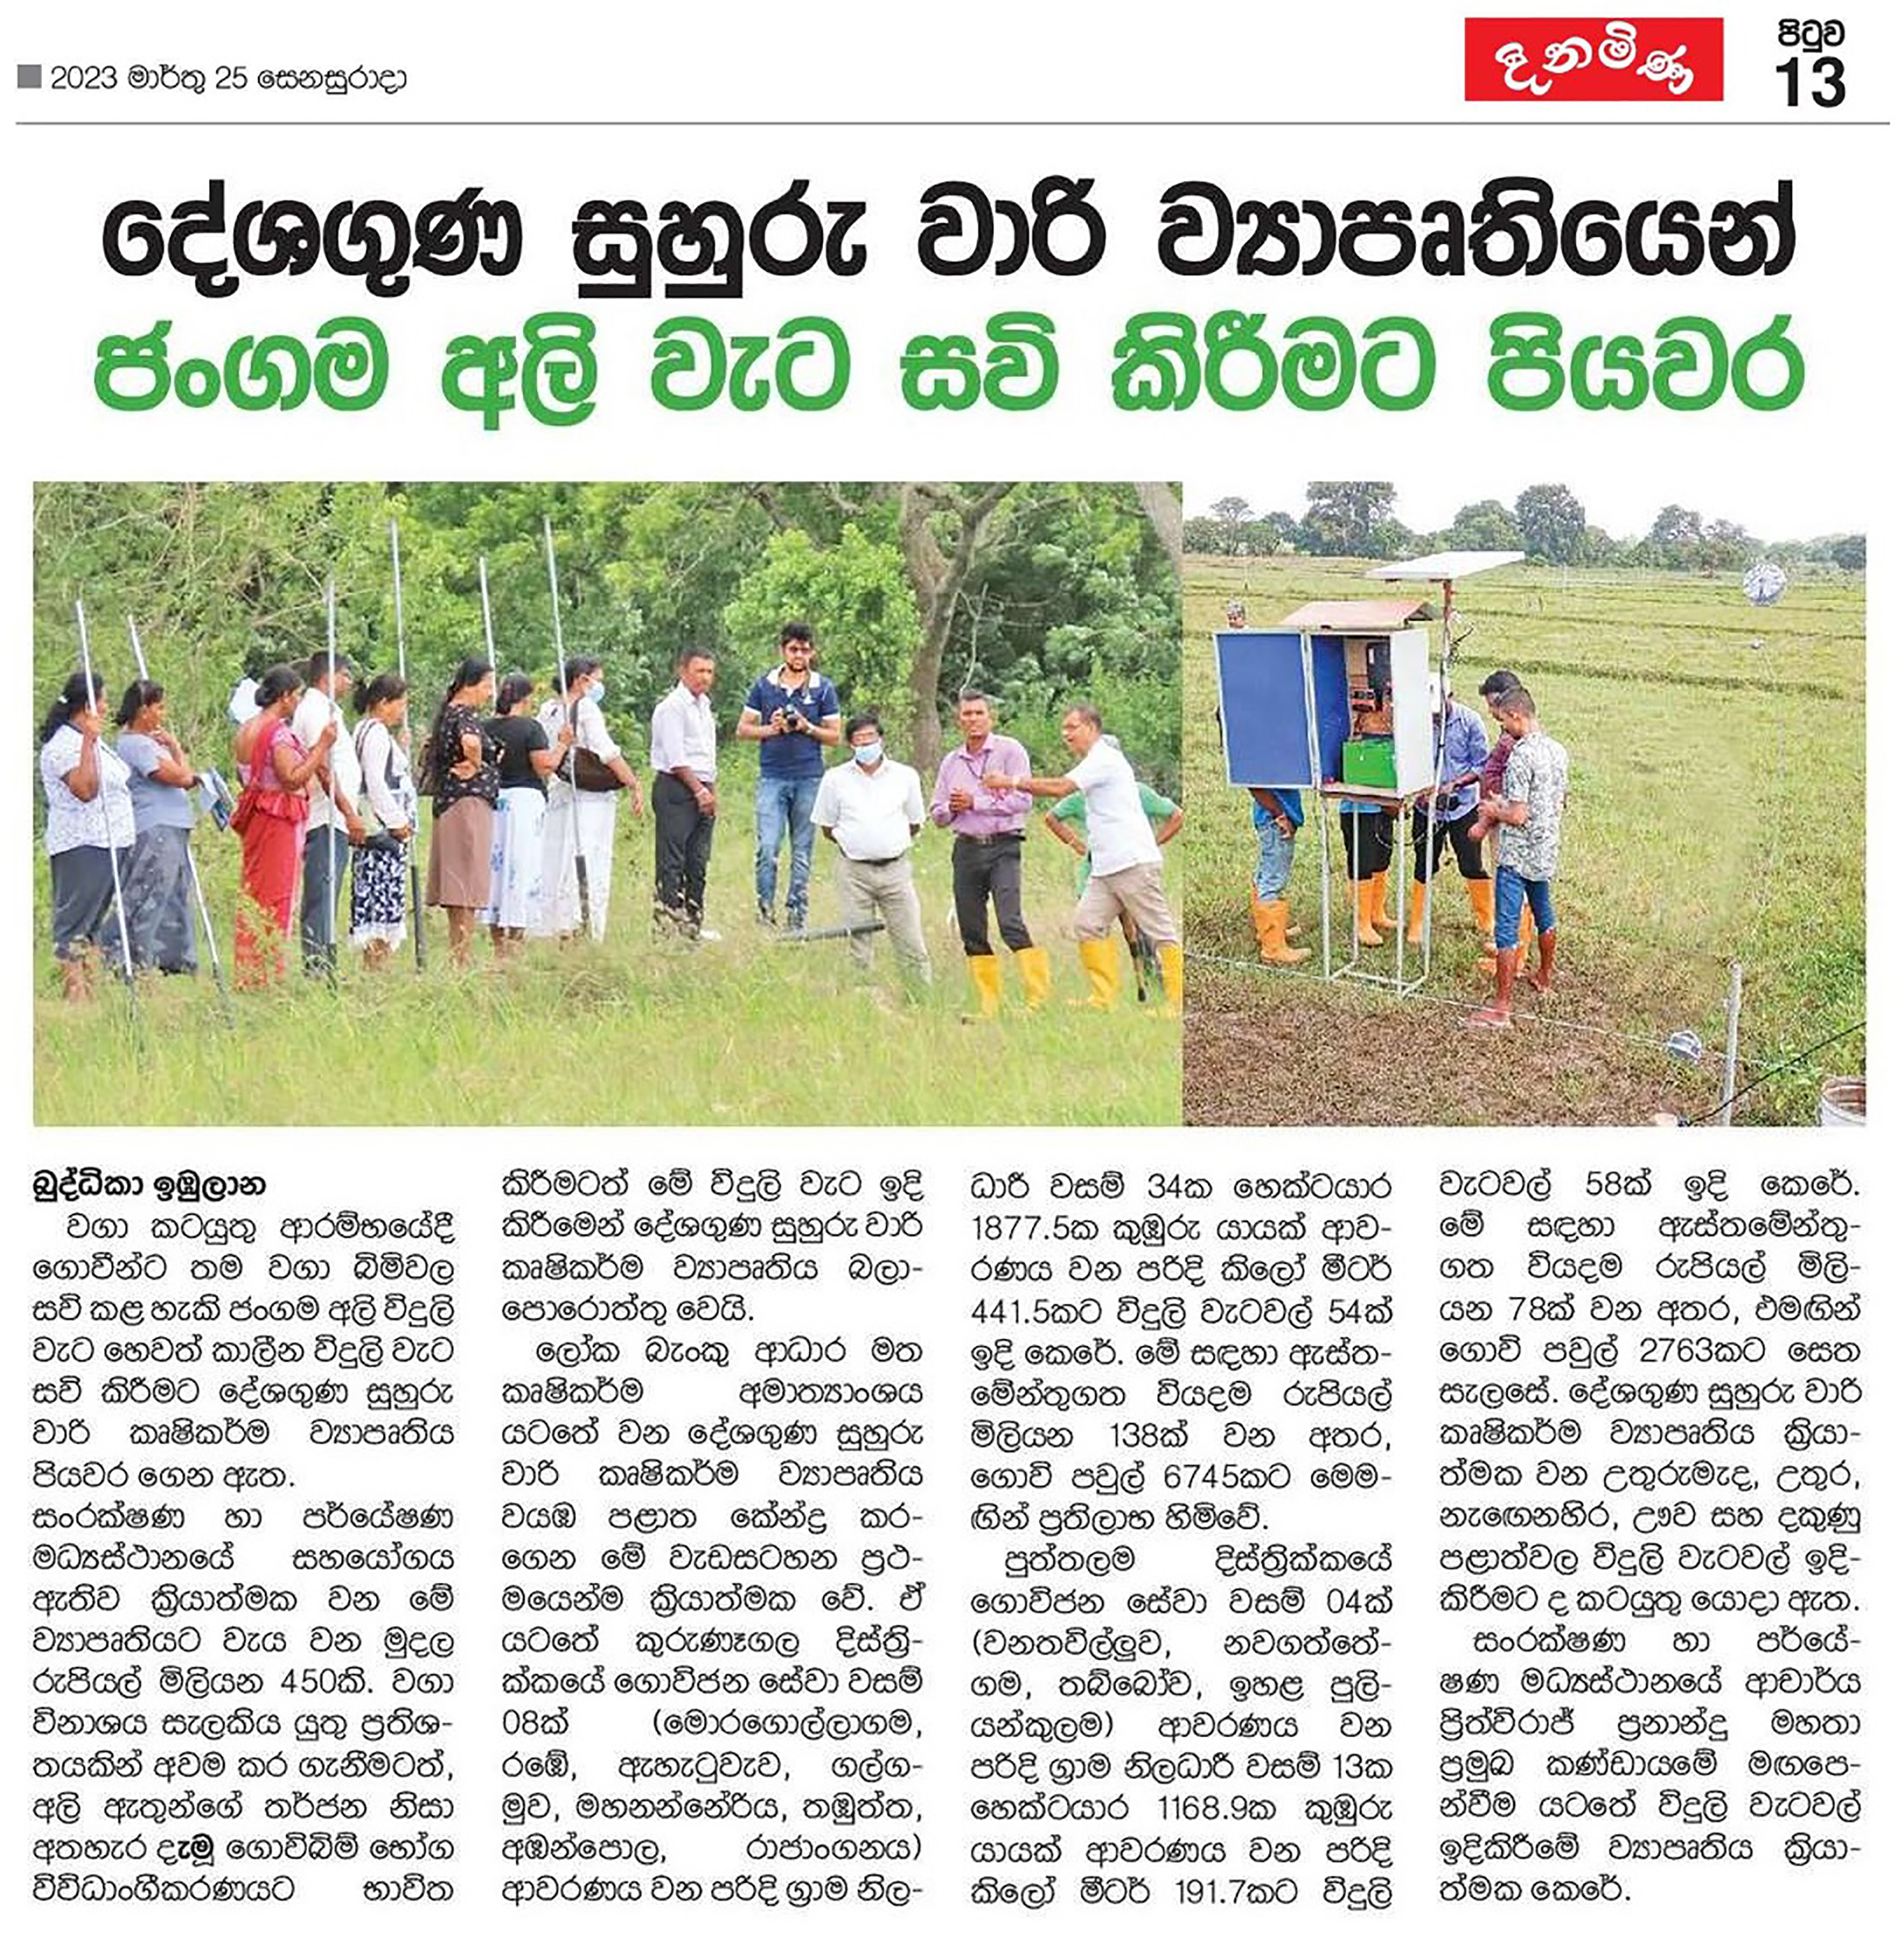 2023 මාර්තු 25 සෙනසුරාදා
දිනමිණ
පිටුව
13
දේශගුණ සුහුරු වාරි ව්‍යාපෘතියෙන්
ජංගම අලි වැට සවි කිරීමට පියවර
බුද්ධිකා ඉඹුලාන
වගා කටයුතු ආරම්භයේදී
ගොවීන්ට තම වගා බිම්වල
සවි කළ හැකි ජංගම අලි විදුලි
වැට හෙවත් කාලීන විදුලි වැට
සවි කිරීමට දේශගුණ සුහුරු
වාරි කෘෂිකර්ම ව්‍යාපෘතිය
පියවර ගෙන ඇත.
සංරක්ෂණ හා පර්යේෂණ
මධ්‍යස්ථානයේ සහයෝගය
ඇතිව ක්‍රියාත්මක වන මේ
ව්‍යාපෘතියට වැය වන මුදල
රුපියල් මිලියන 450කි. වගා
විනාශය සැලකිය යුතු ප්‍රතිශ-
තයකින් අවම කර ගැනීමටත්,
අලි ඇතුන්ගේ තර්ජන නිසා
අතහැර දැමූ ගොවිබිම් භෝග
විවිධාංගීකරණයට භාවිත
කිරීමටත් මේ විදුලි වැට ඉදි
කිරීමෙන් දේශගුණ සුහුරු වාරි
කෘෂිකර්ම ව්‍යාපෘතිය බලා-
පොරොත්තු වෙයි.
ලෝක බැංකු ආධාර මත
කෘෂිකර්ම අමාත්‍යාංශය
යටතේ වන දේශගුණ සුහුරු
වාරි කෘෂිකර්ම ව්‍යාපෘතිය
වයඹ පළාත කේන්ද්‍ර කර-
ගෙන මේ වැඩසටහන ප්‍රථ-
මයෙන්ම ක්‍රියාත්මක වේ. ඒ
යටතේ කුරුණෑගල දිස්ත්‍රි-
ක්කයේ ගොවිජන සේවා වසම්
08ක් (මොරගොල්ලාගම,
රඹේ, ඇහැටුවැව, ගල්ග-
මුව, මහනන්නේරිය, තඹුත්ත,
අඹන්පොල, රාජාංගනය)
ආවරණය වන පරිදි ග්‍රාම නිල-
ධාරී වසම් 34ක හෙක්ටයාර
1877.5ක කුඹුරු යායක් ආව-
රණය වන පරිදි කිලෝ මීටර්
441.5කට විදුලි වැටවල් 54ක්
ඉදි කෙරේ. මේ සඳහා ඇස්ත-
මේන්තුගත වියදම රුපියල්
මිලියන 138ක් වන අතර,
ගොවි පවුල් 6745කට මෙම-
ඟින් ප්‍රතිලාභ හිමිවේ.
පුත්තලම දිස්ත්‍රික්කයේ
ගොවිජන සේවා වසම් 04ක්
(වනතවිල්ලුව, නවගත්තේ-
ගම, තබ්බෝව, ඉහළ පුලි-
යන්කුලම) ආවරණය වන
පරිදි ග්‍රාම නිලධාරී වසම් 13ක
හෙක්ටයාර 1168.9ක කුඹුරු
යායක් ආවරණය වන පරිදි
කිලෝ මීටර් 191.7කට විදුලි
වැටවල් 58ක් ඉදි කෙරේ.
මේ සඳහා ඇස්තමේන්තු-
ගත වියදම රුපියල් මිලි-
යන 78ක් වන අතර, එමඟින්
ගොවි පවුල් 2763කට සෙත
සැලසේ. දේශගුණ සුහුරු වාරි
කෘෂිකර්ම ව්‍යාපෘතිය ක්‍රියා-
ත්මක වන උතුරුමැද, උතුර,
නැඟෙනහිර, ඌව සහ දකුණු
පළාත්වල විදුලි වැටවල් ඉදි-
කිරීමට ද කටයුතු යොදා ඇත.
සංරක්ෂණ හා පර්යේ-
ෂණ මධ්‍යස්ථානයේ ආචාර්ය
ප්‍රිත්විරාජ් ප්‍රනාන්දු මහතා
ප්‍රමුඛ කණ්ඩායමේ මඟපෙ-
න්වීම යටතේ විදුලි වැටවල්
ඉදිකිරීමේ ව්‍යාපෘතිය ක්‍රියා-
ත්මක කෙරේ.